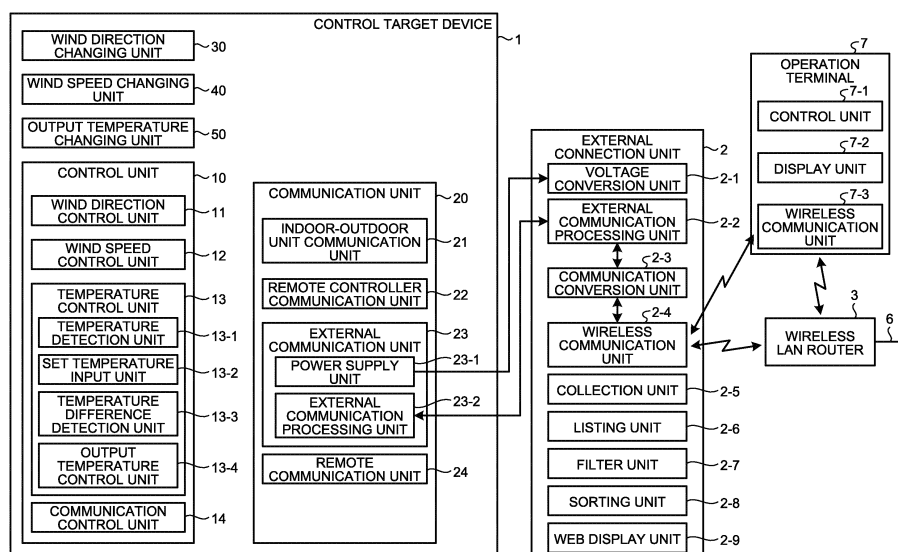 CONTROL TARGET DEVICE
1
WIND DIRECTION
CHANGING UNIT
30
WIND SPEED CHANGING
UNIT
40
OUTPUT TEMPERATURE
CHANGING UNIT
50
CONTROL UNIT
10
WIND DIRECTION
CONTROL UNIT
11
WIND SPEED
CONTROL UNIT
12
TEMPERATURE
CONTROL UNIT
13
TEMPERATURE
DETECTION UNIT
13-1
SET TEMPERATURE
INPUT UNIT
13-2
TEMPERATURE
DIFFERENCE
DETECTION UNIT
13-3
OUTPUT
TEMPERATURE
CONTROL UNIT
13-4
COMMUNICATION
CONTROL UNIT
14
COMMUNICATION UNIT
20
INDOOR-OUTDOOR
UNIT COMMUNICATION
UNIT
21
REMOTE CONTROLLER
COMMUNICATION UNIT
22
EXTERNAL
COMMUNICATION UNIT
23
POWER SUPPLY
UNIT
23-1
EXTERNAL
COMMUNICATION
PROCESSING UNIT
23-2
REMOTE
COMMUNICATION UNIT
24
EXTERNAL
CONNECTION UNIT
2
VOLTAGE
CONVERSION UNIT
2-1
EXTERNAL
COMMUNICATION
PROCESSING UNIT
2-2
2-3
COMMUNICATION
CONVERSION UNIT
2-4
WIRELESS
COMMUNICATION
UNIT
COLLECTION UNIT
2-5
LISTING UNIT
2-6
FILTER UNIT
2-7
SORTING UNIT
2-8
WEB DISPLAY UNIT
2-9
7
OPERATION
TERMINAL
7-1
CONTROL UNIT
7-2
DISPLAY UNIT
7-3
WIRELESS
COMMUNICATION
UNIT
3
WIRELESS
LAN ROUTER
6